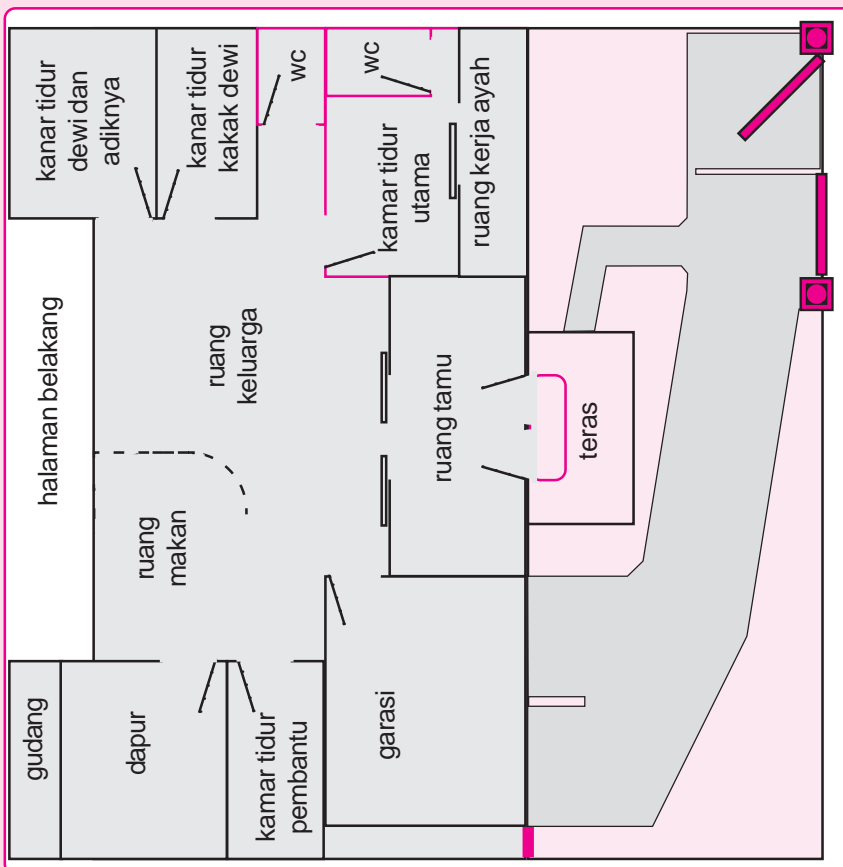 kanar tidur
dewi dan
adiknya
kanar tidur
kakak dewi
wc
wc
kamar tidur
utama
ruang kerja ayah
halaman belakang
ruang
keluarga
ruang tamu
teras
ruang
makan
gudang
dapur
kamar tidur
pembantu
garasi